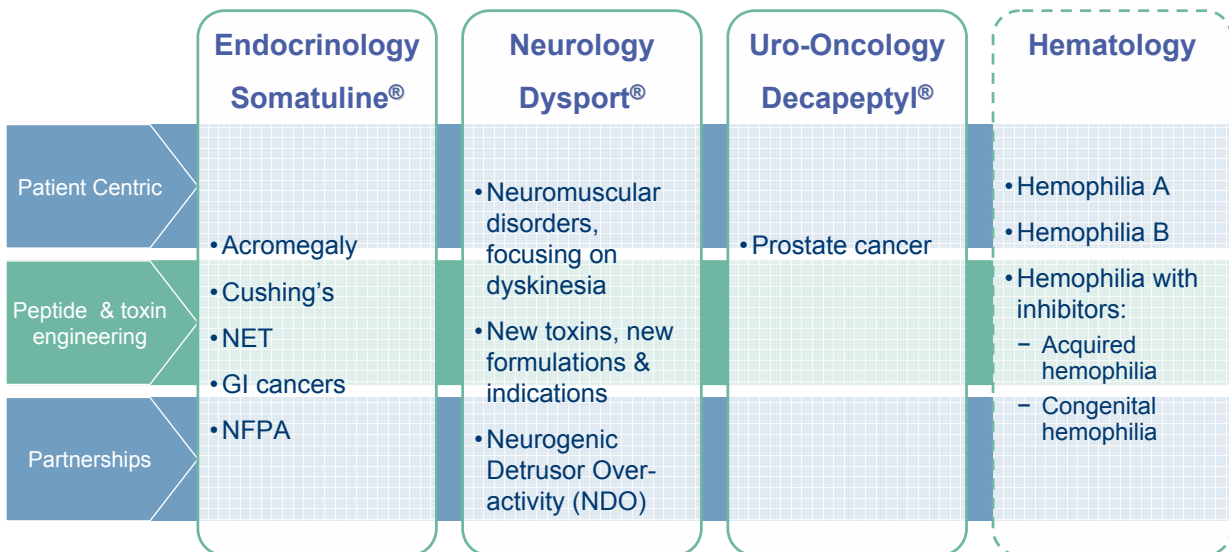 Endocrinology
Somatuline®
Neurology
Dysport®
Uro-Oncology
Decapeptyl®
Hematology
Patient Centric
Peptide & toxin
engineering
Partnerships
•Acromegaly
•Cushing's
•NET
•GI cancers
•NFPA
•Neuromuscular
disorders,
focusing on
dyskinesia
•New toxins, new
formulations &
indications
•Neurogenic
Detrusor Over-
activity (NDO)
•Prostate cancer
•Hemophilia A
•Hemophilia B
•Hemophilia with
inhibitors:
− Acquired
hemophilia
− Congenital
hemophilia